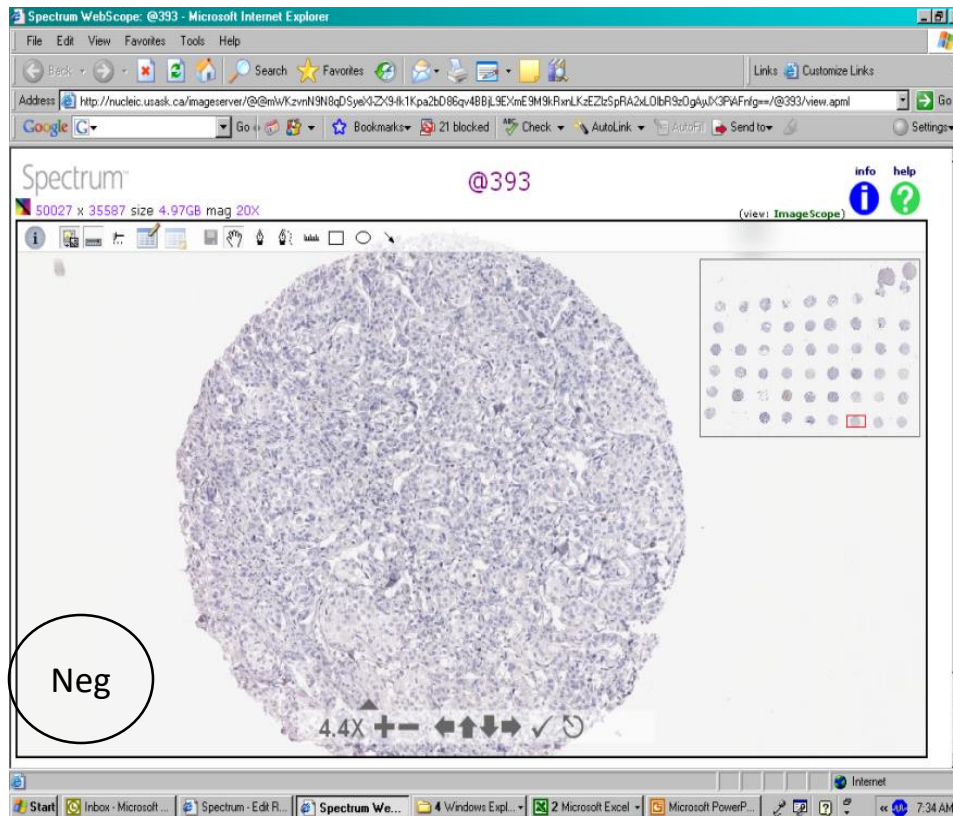 Spectrum WebScope: @393 - Microsoft Internet Explorer
File Edit View Favorites Tools Help
Back Search Favorites Links Customize Links
Address Go
Google G Go Bookmarks 21 blocked Check AutoLink AutoFill Send to Settings
Spectrum @393 info help
50027 x 35587 size 4.97GB mag 20X (view: ImageScope)
Neg
4.4X
Internet
Start Inbox - Microsoft ... Spectrum - Edit R... Spectrum We... 4 Windows Expl... 2 Microsoft Excel Microsoft PowerP... 7:34 AM